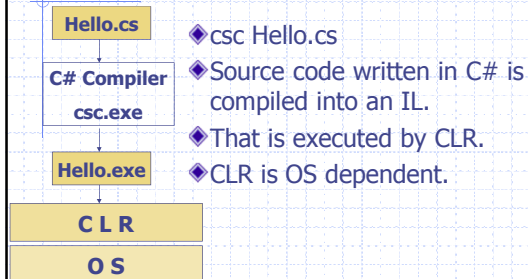 Hello.cs
C# Compiler
csc.exe
Hello.exe
C L R
O S
csc Hello.cs
Source code written in C# is
compiled into an IL.
That is executed by CLR.
CLR is OS dependent.